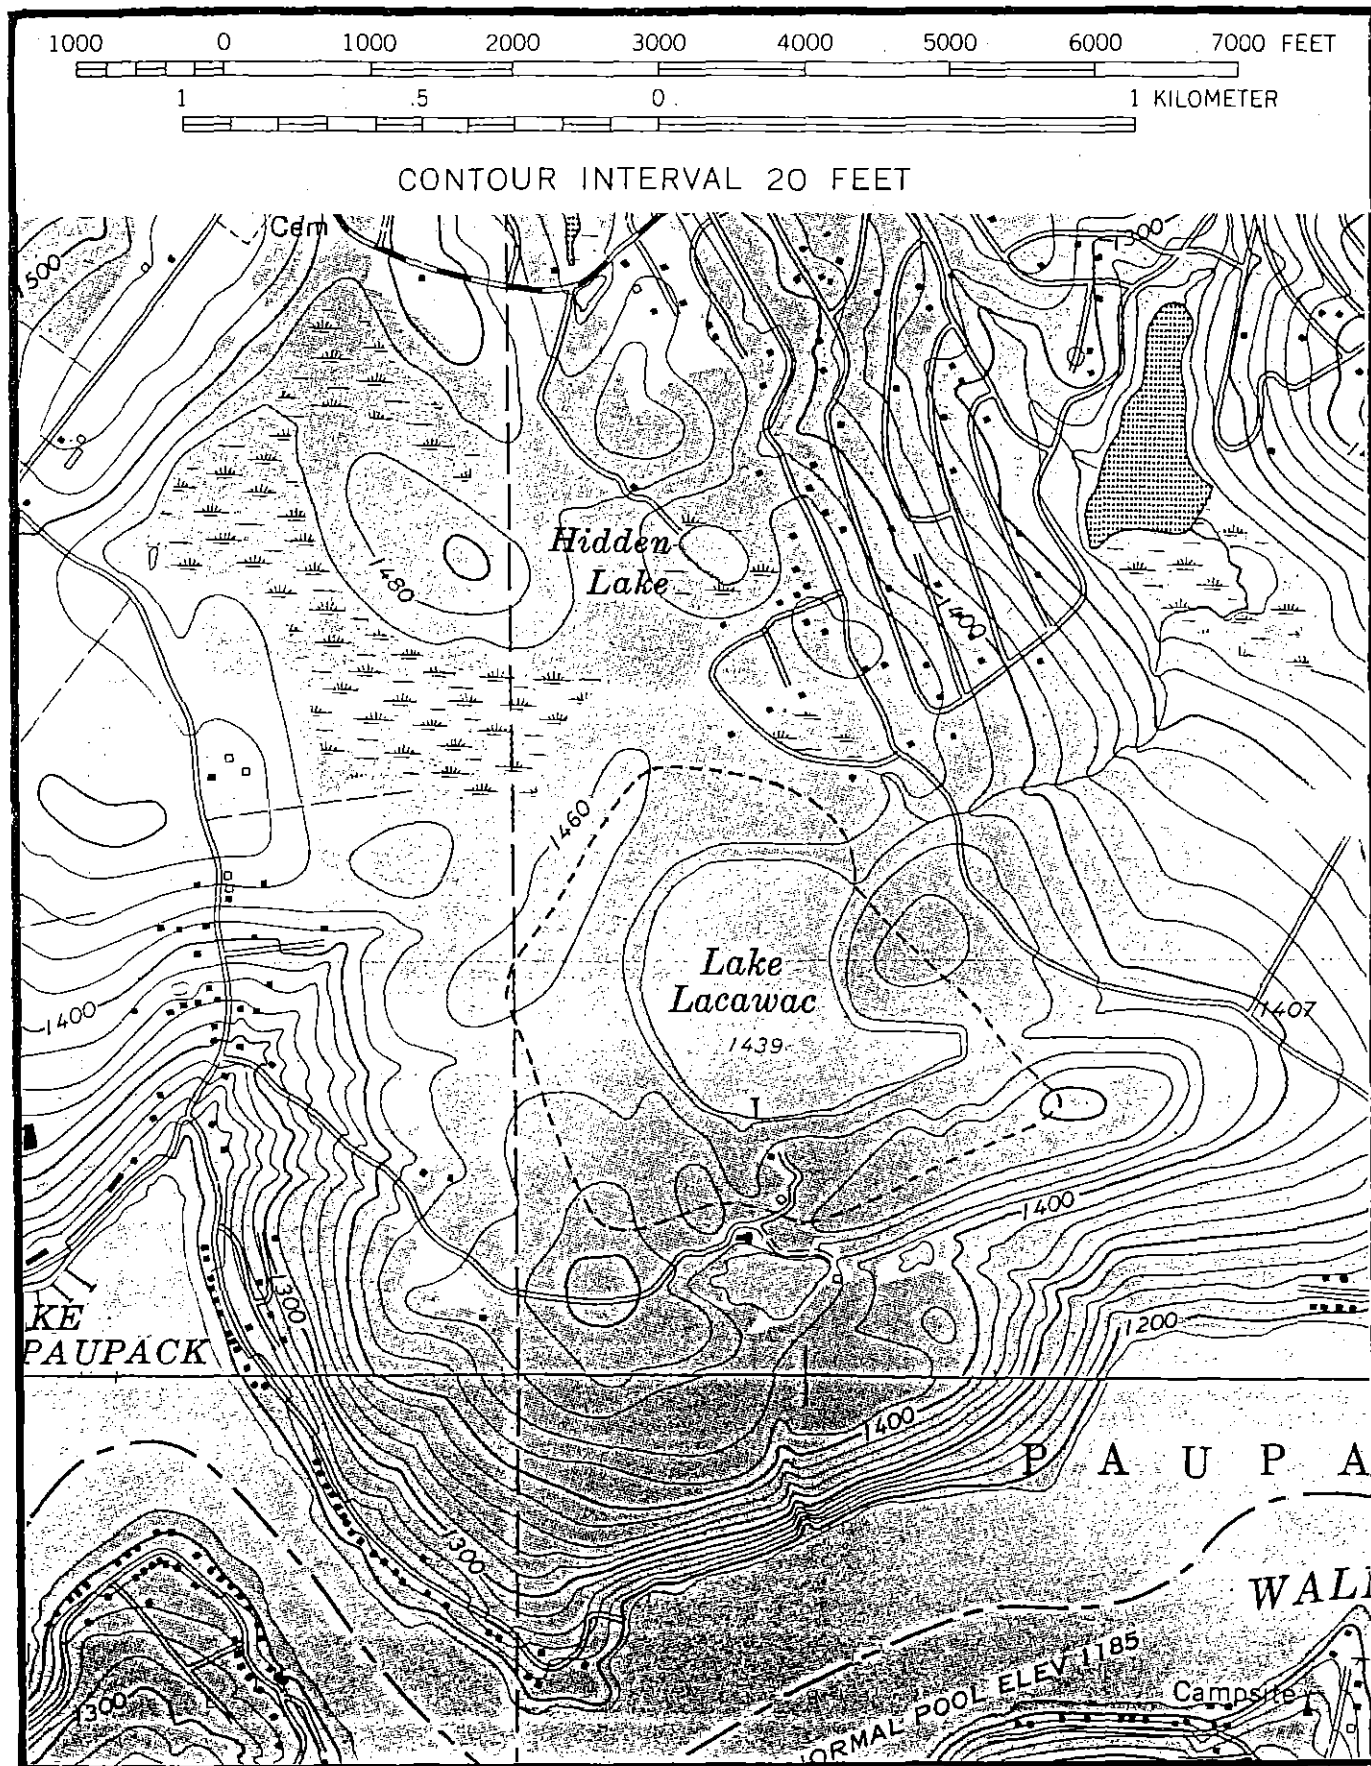 1000 0 1000 2000 3000 4000 5000 6000 7000 FEET
1 .5 0 1 KILOMETER
CONTOUR INTERVAL 20 FEET
Cem
1500
1300
Hidden
Lake
1480
1400
1460
Lake
Lacawac
1439
1400
1407
1400
1300
KE
PAUPACK
1200
1400
P A U P A
1300
WAL
NORMAL POOL ELEV 1185
Campsite
1300